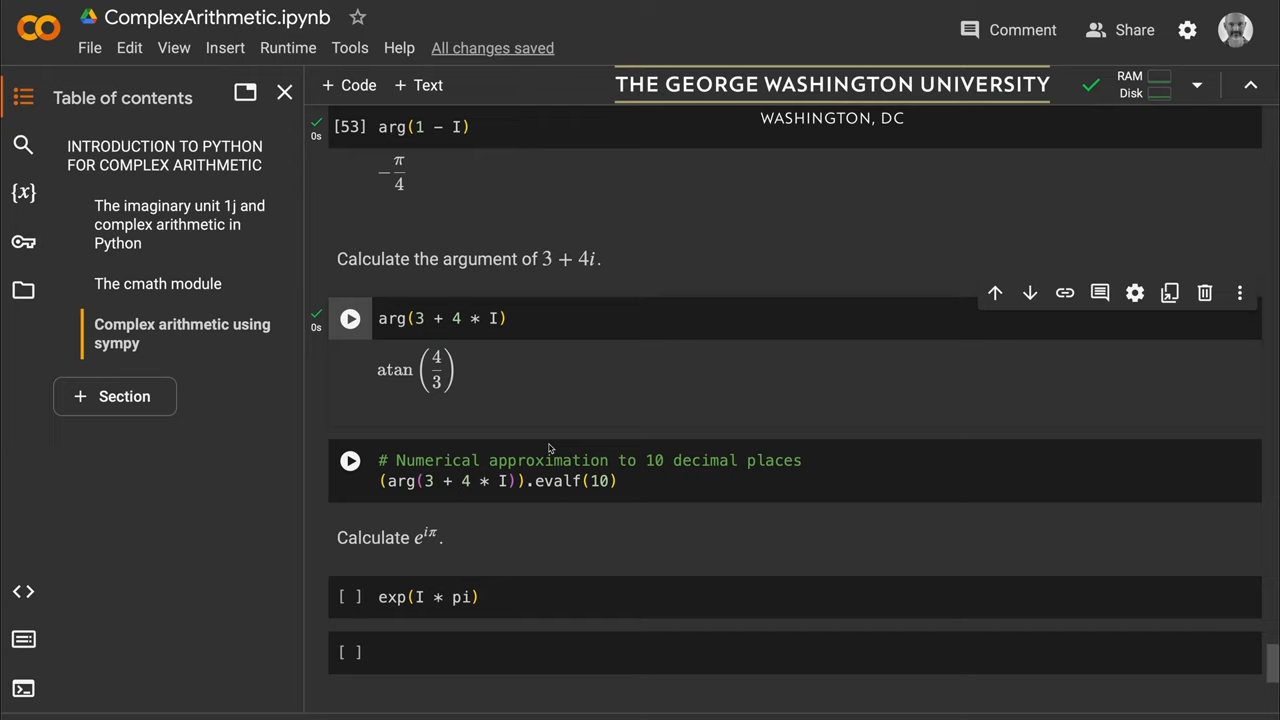 ComplexArithmetic.ipynb
Comment
Share
File Edit View Insert Runtime Tools Help All changes saved
Table of contents
+ Code + Text
THE GEORGE WASHINGTON UNIVERSITY
WASHINGTON, DC
RAM
Disk
INTRODUCTION TO PYTHON
FOR COMPLEX ARITHMETIC
The imaginary unit 1j and
complex arithmetic in
Python
The cmath module
Complex arithmetic using
sympy
+ Section
{x}
0s
[53] arg(1 - I)
−π/4
Calculate the argument of 3 + 4i.
0s
arg(3 + 4 * I)
atan(4/3)
# Numerical approximation to 10 decimal places
(arg(3 + 4 * I)).evalf(10)
Calculate e^{iπ}.
[ ] exp(I * pi)
[ ]